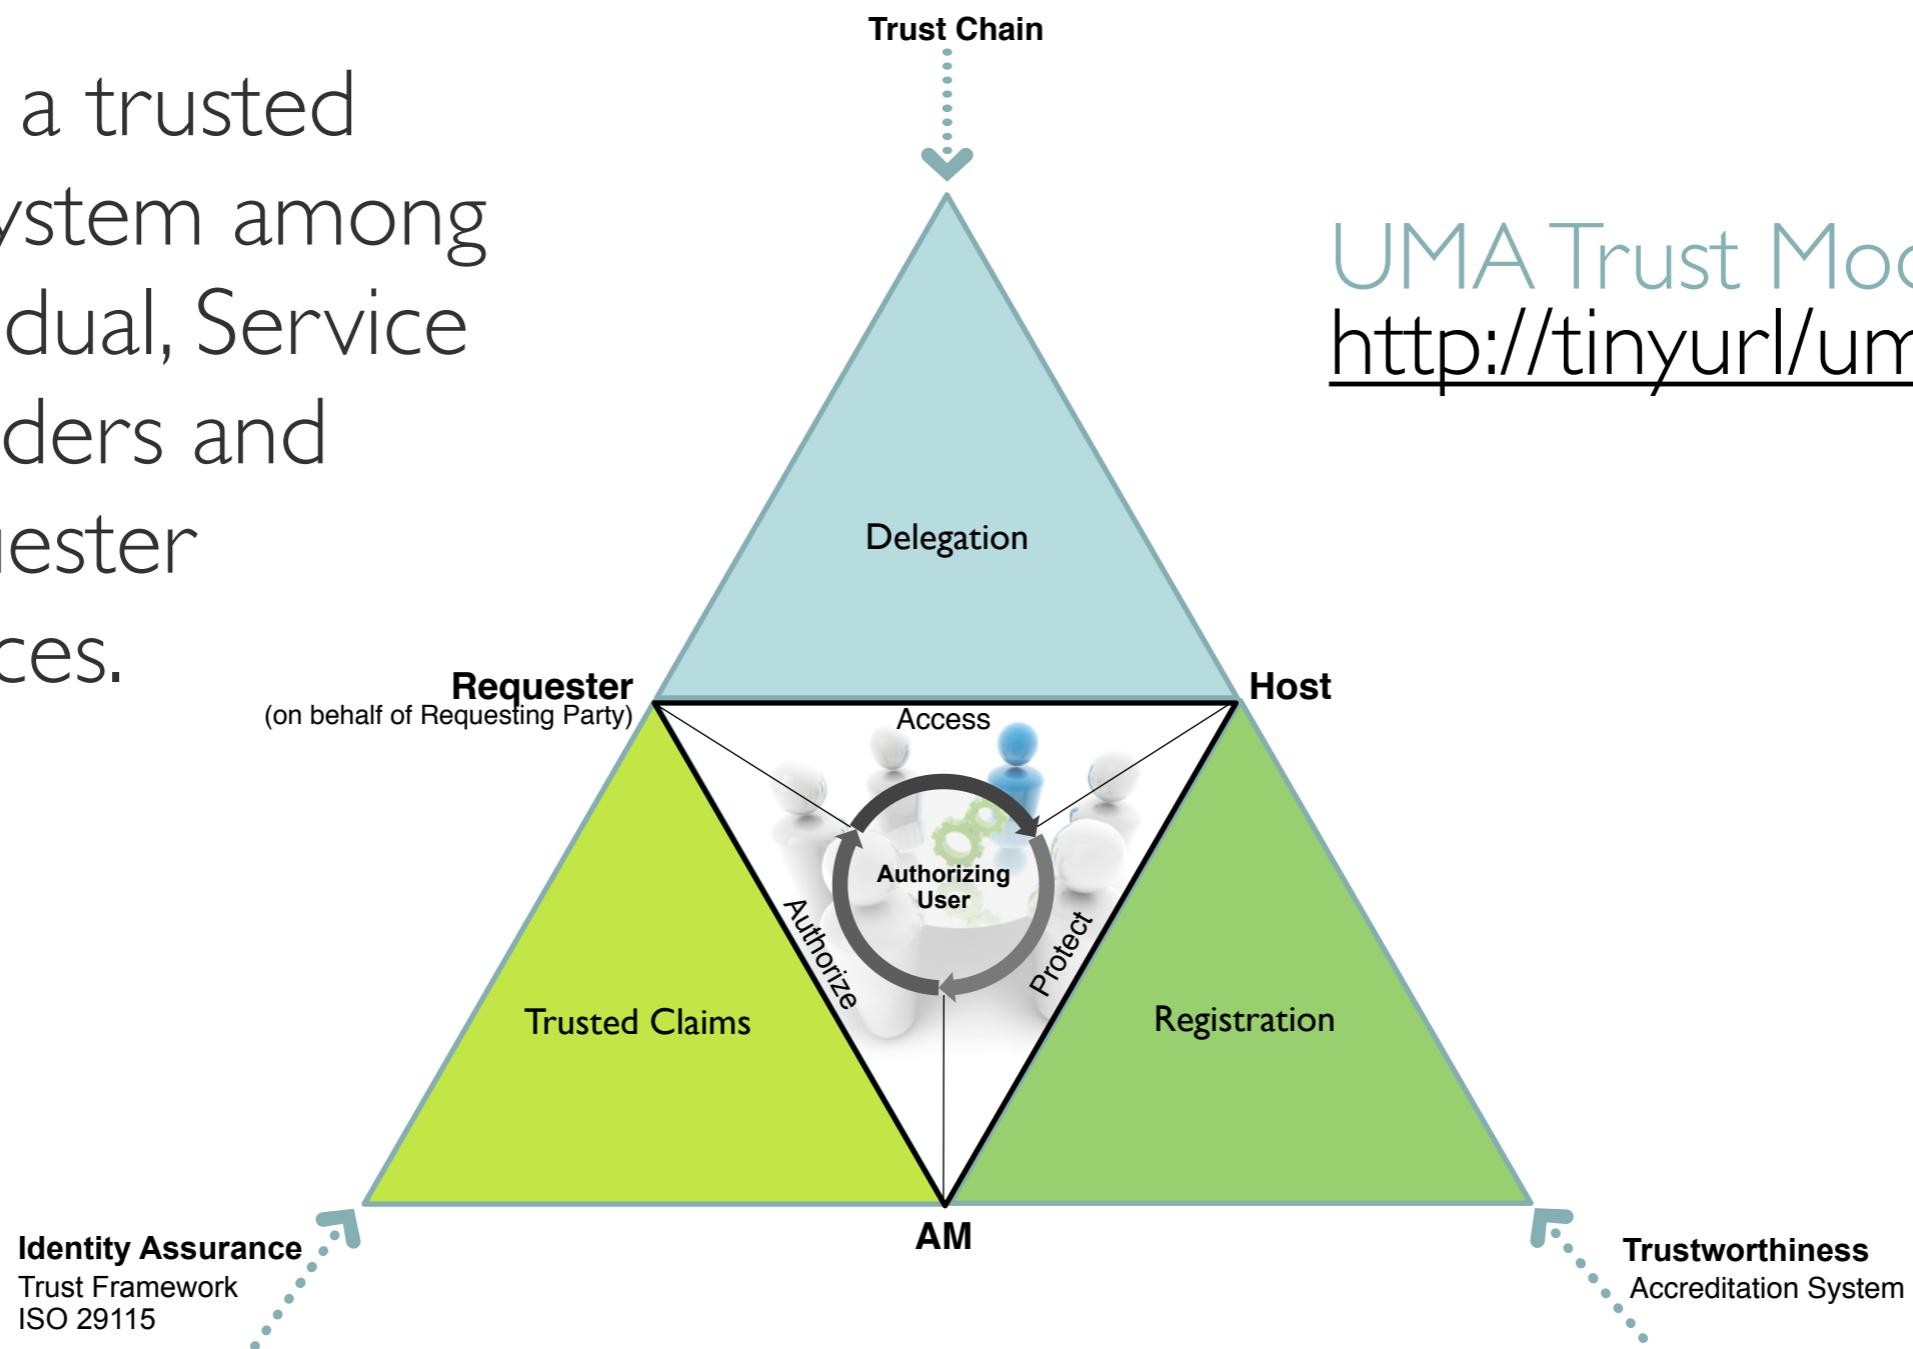 Trust Chain
a trusted
ystem among
dual, Service
ders and
uester
ces.
UMA Trust Moc
http://tinyurl/um
Delegation
Requester
(on behalf of Requesting Party)
Host
Access
Authorizing
User
Authorize
Protect
Trusted Claims
Registration
AM
Identity Assurance
Trust Framework
ISO 29115
Trustworthiness
Accreditation System